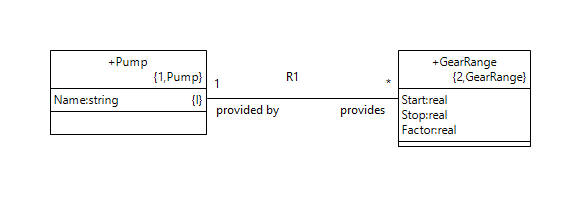 +Pump
{1,Pump}
Name:string {I}
1 R1 *
provided by provides
+GearRange
{2,GearRange}
Start:real
Stop:real
Factor:real